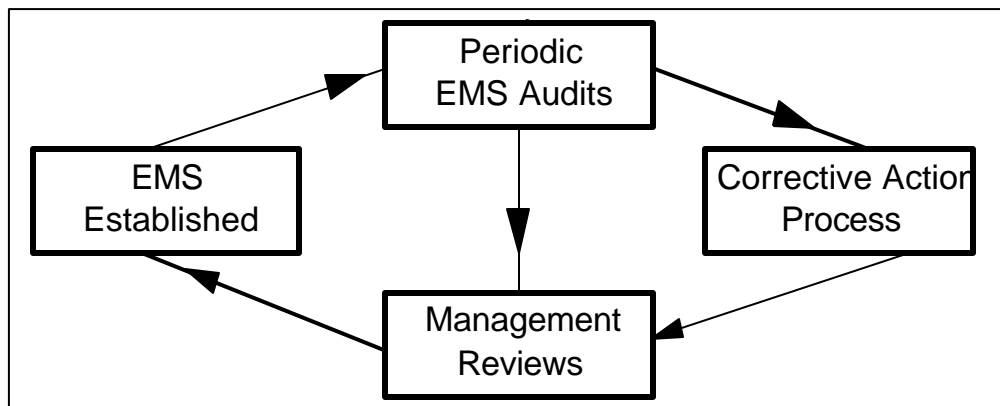 Periodic
EMS Audits
EMS
Established
Corrective Action
Process
Management
Reviews